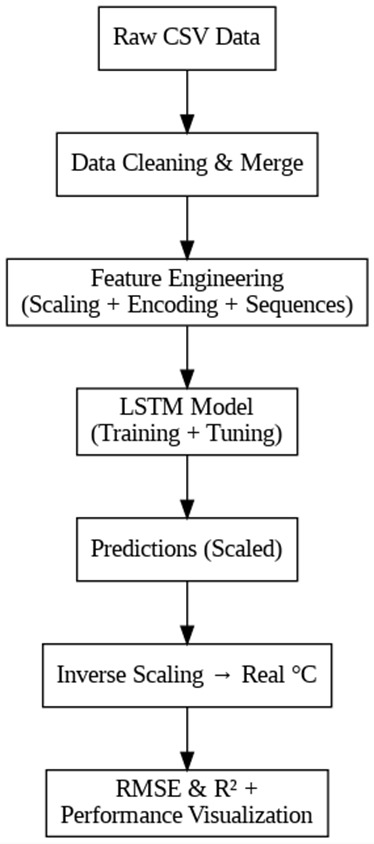 Raw CSV Data
Data Cleaning & Merge
Feature Engineering
(Scaling + Encoding + Sequences)
LSTM Model
(Training + Tuning)
Predictions (Scaled)
Inverse Scaling → Real °C
RMSE & R² +
Performance Visualization